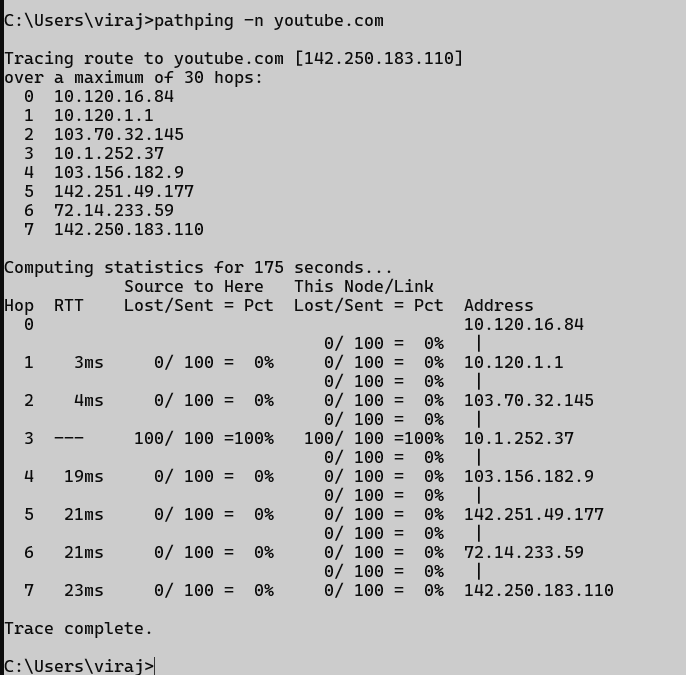 C:\Users\viraj>pathping -n youtube.com
Tracing route to youtube.com [142.250.183.110]
over a maximum of 30 hops:
  0  10.120.16.84
  1  10.120.1.1
  2  103.70.32.145
  3  10.1.252.37
  4  103.156.182.9
  5  142.251.49.177
  6  72.14.233.59
  7  142.250.183.110
Computing statistics for 175 seconds...
            Source to Here   This Node/Link
Hop  RTT    Lost/Sent = Pct  Lost/Sent = Pct  Address
  0                                           10.120.16.84
                                0/ 100 =  0%   |
  1    3ms     0/ 100 =  0%     0/ 100 =  0%  10.120.1.1
                                0/ 100 =  0%   |
  2    4ms     0/ 100 =  0%     0/ 100 =  0%  103.70.32.145
                                0/ 100 =  0%   |
  3  ---     100/ 100 =100%   100/ 100 =100%  10.1.252.37
                                0/ 100 =  0%   |
  4   19ms     0/ 100 =  0%     0/ 100 =  0%  103.156.182.9
                                0/ 100 =  0%   |
  5   21ms     0/ 100 =  0%     0/ 100 =  0%  142.251.49.177
                                0/ 100 =  0%   |
  6   21ms     0/ 100 =  0%     0/ 100 =  0%  72.14.233.59
                                0/ 100 =  0%   |
  7   23ms     0/ 100 =  0%     0/ 100 =  0%  142.250.183.110
Trace complete.
C:\Users\viraj>